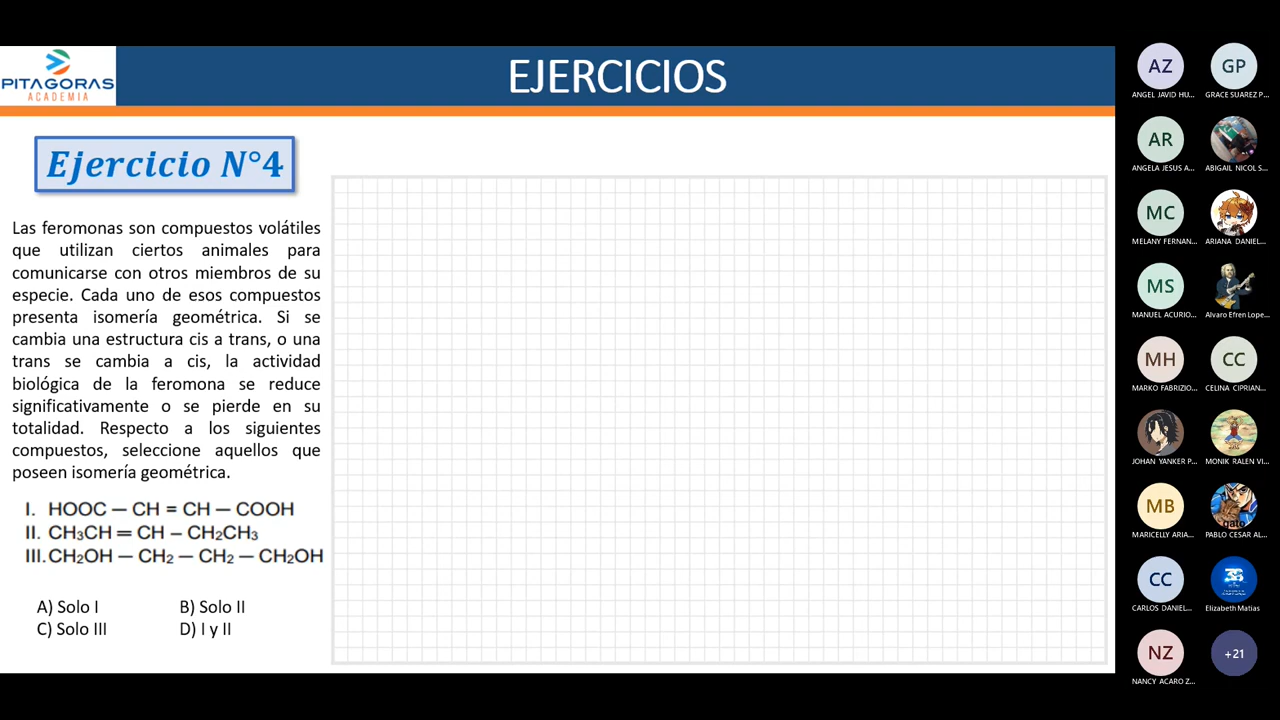 PITAGORAS
ACADEMIA
EJERCICIOS
Ejercicio N°4
Las feromonas son compuestos volátiles
que utilizan ciertos animales para
comunicarse con otros miembros de su
especie. Cada uno de esos compuestos
presenta isomería geométrica. Si se
cambia una estructura cis a trans, o una
trans se cambia a cis, la actividad
biológica de la feromona se reduce
significativamente o se pierde en su
totalidad. Respecto a los siguientes
compuestos, seleccione aquellos que
poseen isomería geométrica.
I. HOOC — CH = CH — COOH
II. CH₃CH = CH – CH₂CH₃
III. CH₂OH — CH₂ — CH₂ — CH₂OH
A) Solo I B) Solo II
C) Solo III D) I y II
AZ GP
ANGEL JAVID HU... GRACE SUAREZ P...
AR
ANGELA JESUS A... ABIGAIL NICOL S...
MC
MELANY FERNAN... ARIANA DANIEL...
MS
MANUEL ACURIO... Alvaro Efren Lope...
MH CC
MARKO FABRIZIO... CELINA CIPRIAN...
JOHAN YANKER P... MONIK RALEN VI...
MB
gato
MARICELLY ARIA... PABLO CESAR AL...
CC
CARLOS DANIEL... Elizabeth Matias
NZ +21
NANCY ACARO Z...